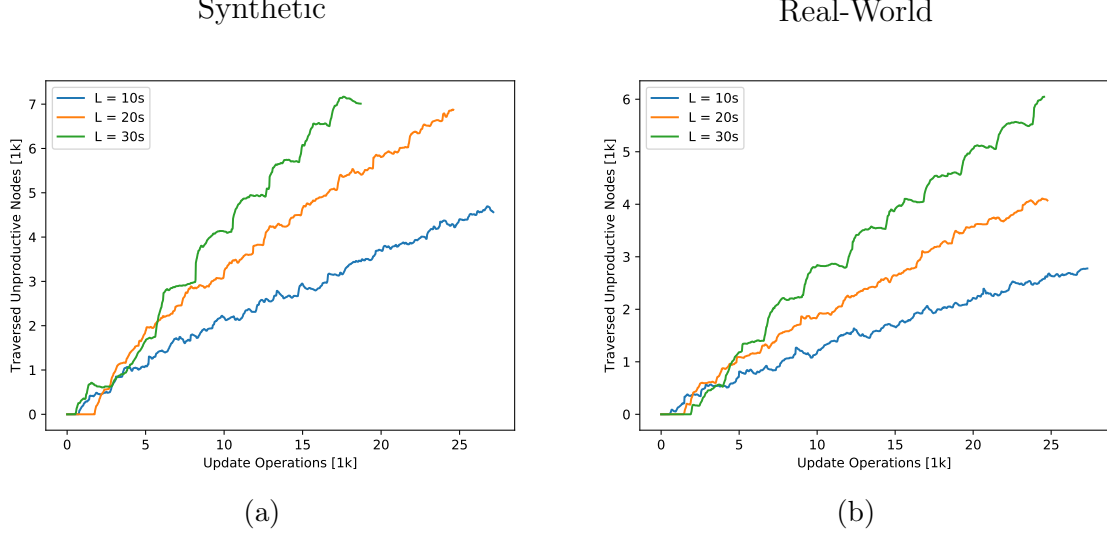 Synthetic
Real-World
L = 10s
L = 20s
L = 30s
7
6
5
4
3
2
1
0
Traversed Unproductive Nodes [1k]
0 5 10 15 20 25
Update Operations [1k]
(a)
L = 10s
L = 20s
L = 30s
6
5
4
3
2
1
0
Traversed Unproductive Nodes [1k]
0 5 10 15 20 25
Update Operations [1k]
(b)